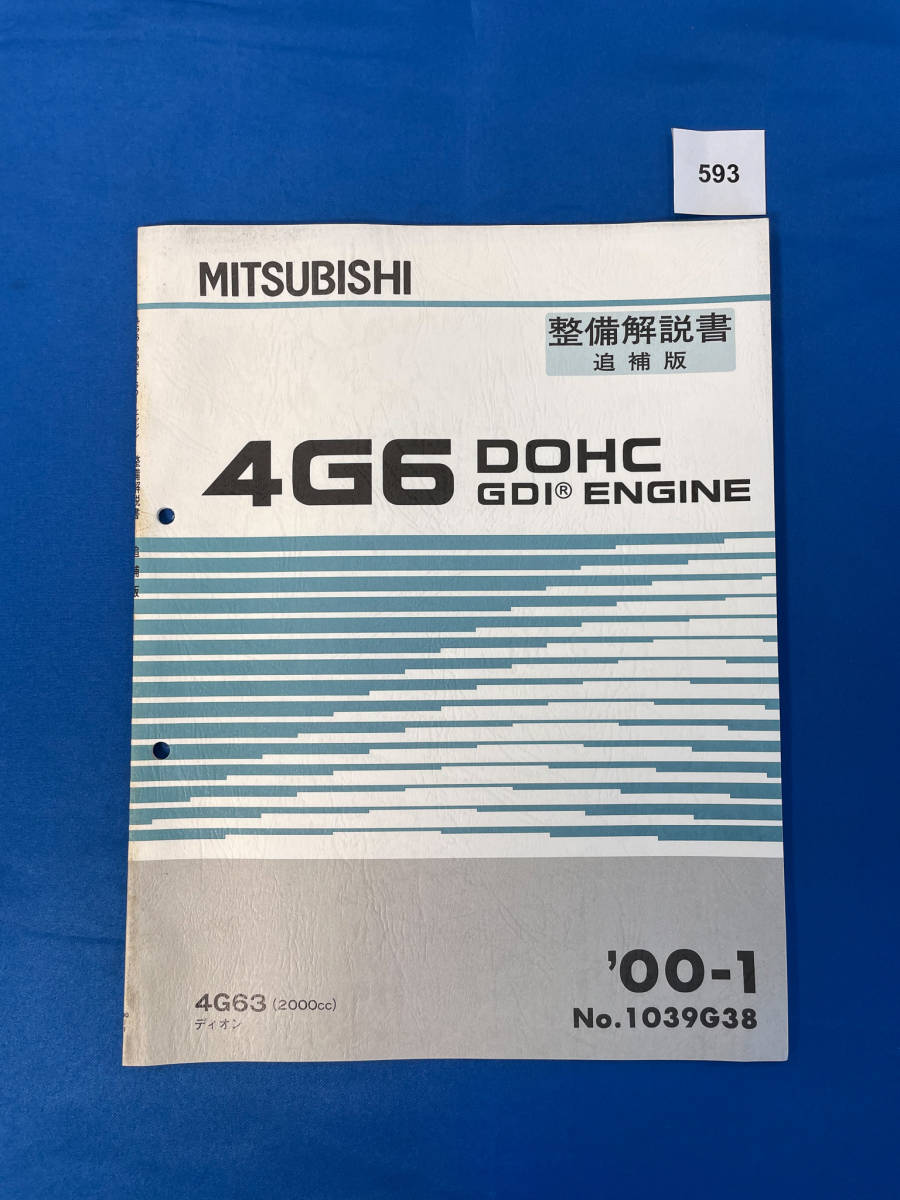 593
MITSUBISHI
整備解説書
追補版
4G6 DOHC
GDI® ENGINE
'00-1
4G63 (2000cc)
ディオン
No.1039G38